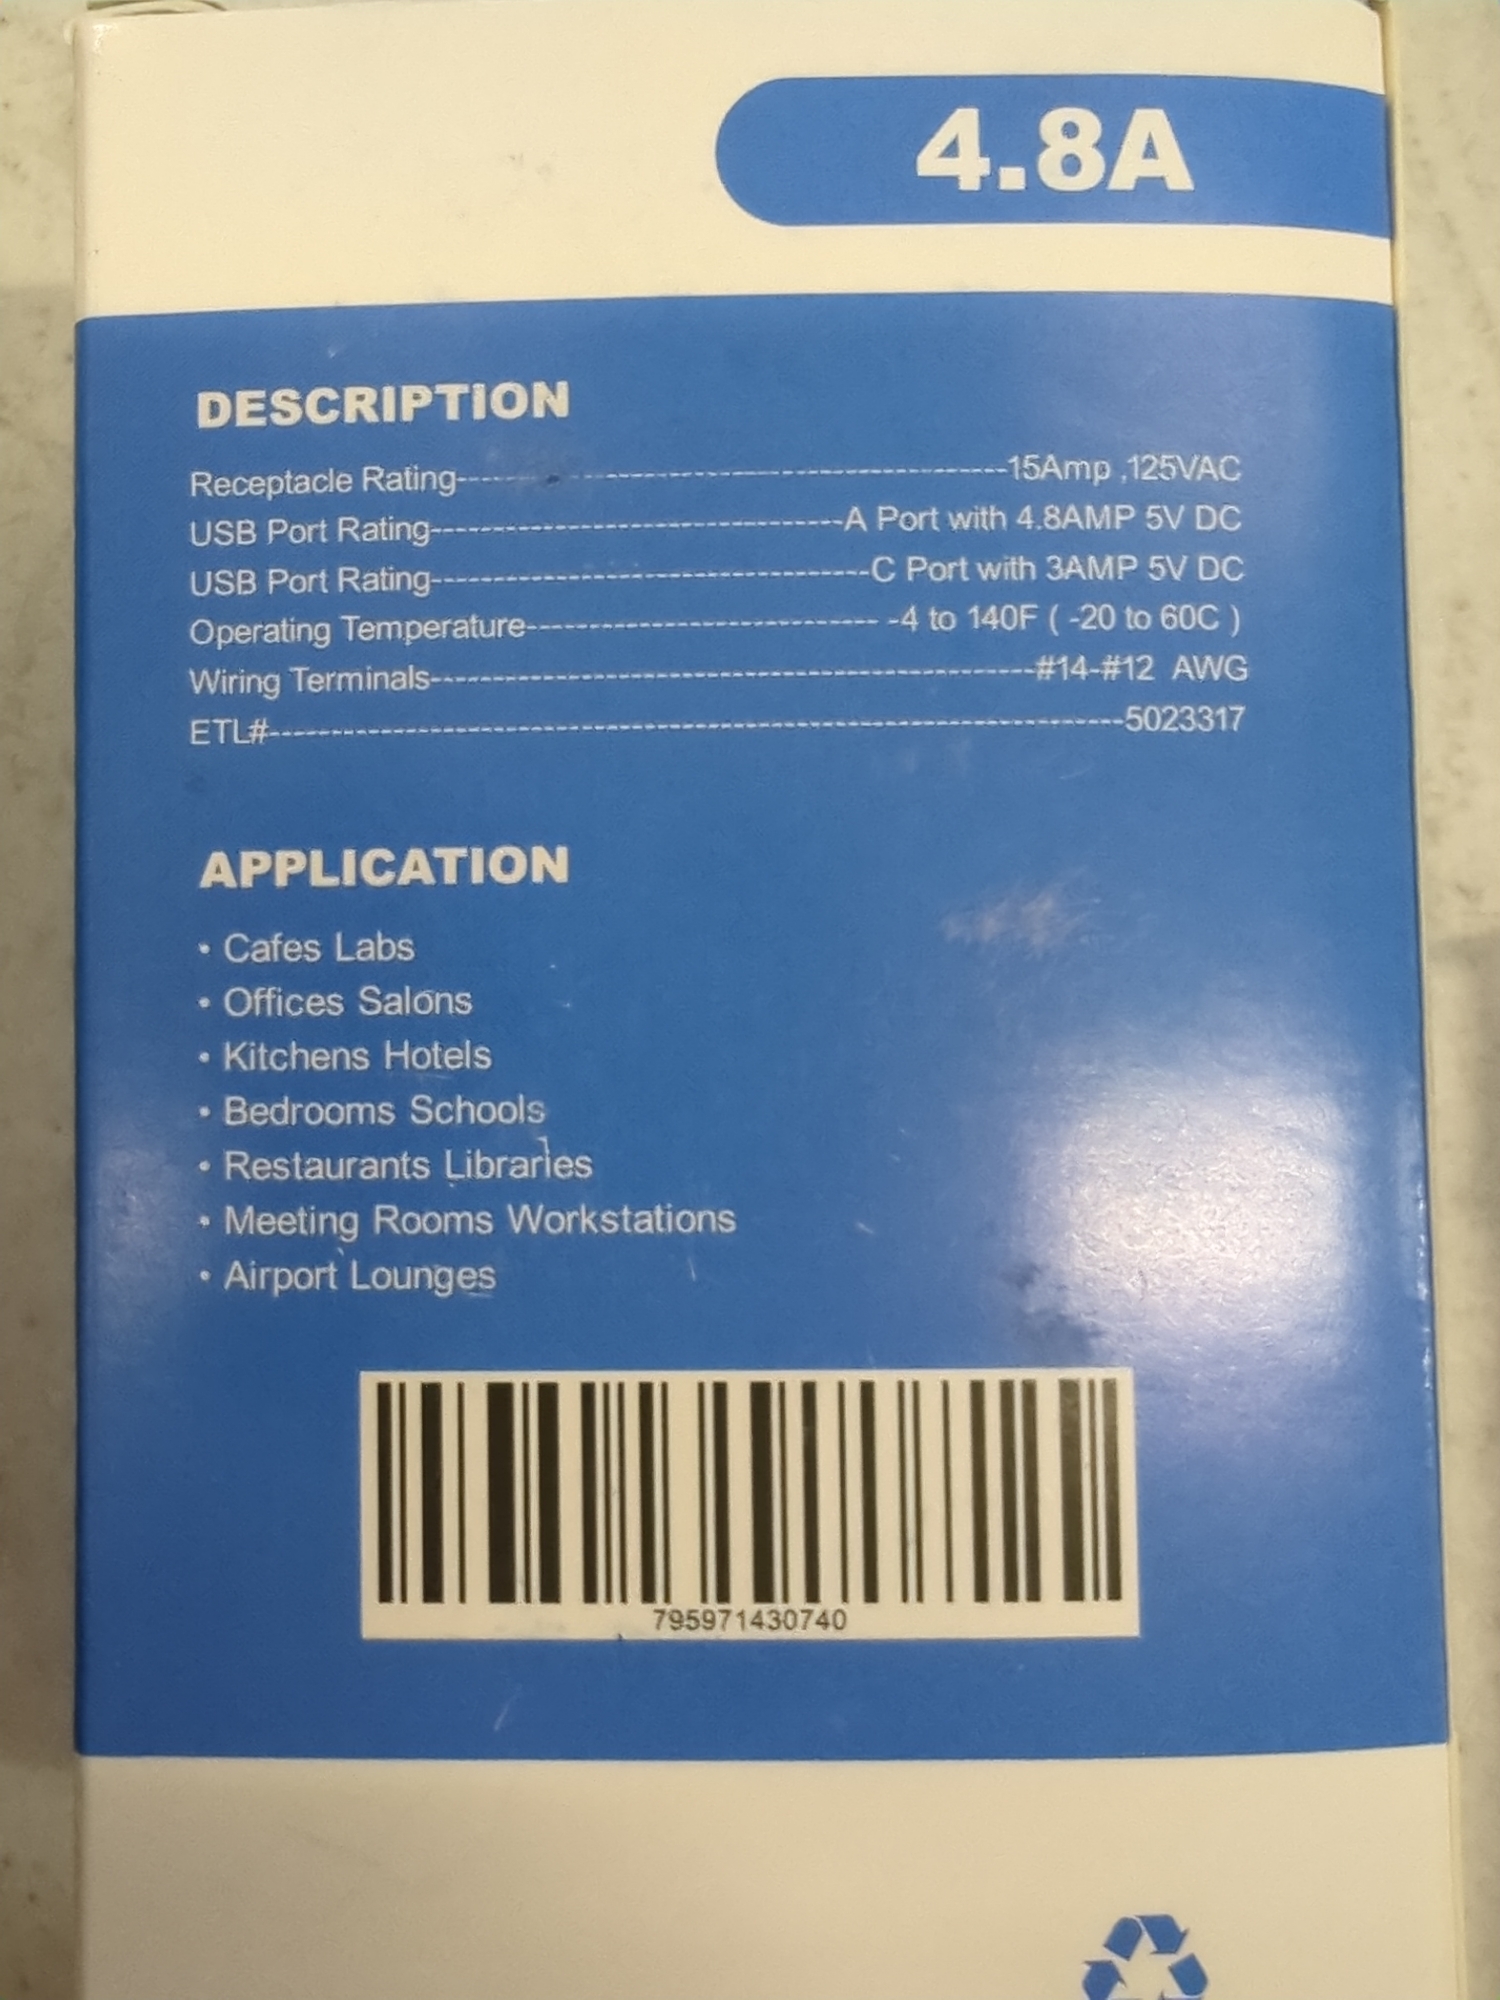 4.8A
DESCRIPTION
Receptacle Rating----------------------------------------15Amp ,125VAC
USB Port Rating------------------------------A Port with 4.8AMP 5V DC
USB Port Rating--------------------------------C Port with 3AMP 5V DC
Operating Temperature-------------------------- -4 to 140F ( -20 to 60C )
Wiring Terminals--------------------------------------------#14-#12 AWG
ETL#--------------------------------------------------------------5023317
APPLICATION
• Cafes Labs
• Offices Salons
• Kitchens Hotels
• Bedrooms Schools
• Restaurants Libraries
• Meeting Rooms Workstations
• Airport Lounges
795971430740